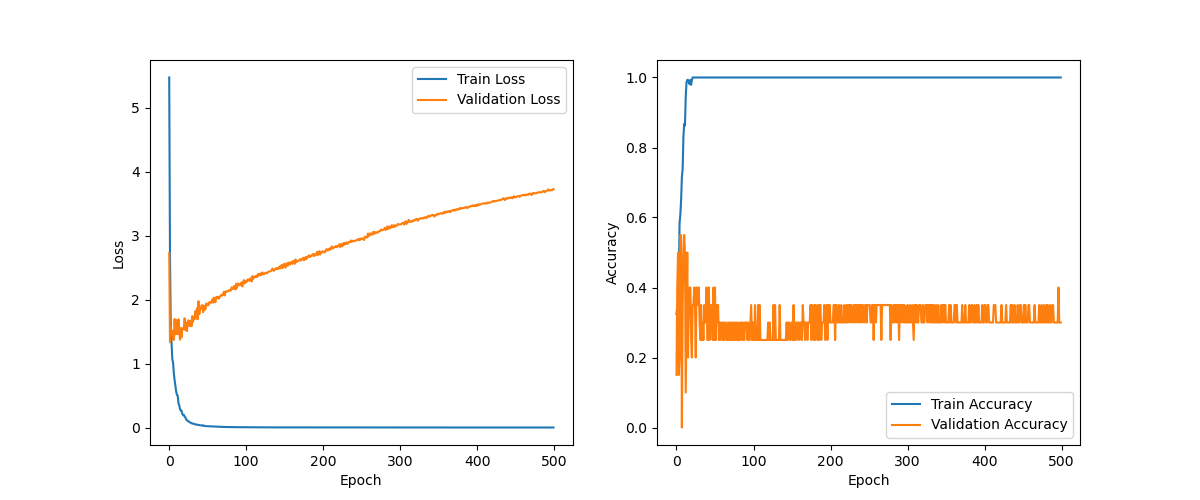 Train Loss
Validation Loss
5
4
3
2
1
0
Loss
0 100 200 300 400 500
Epoch
1.0
0.8
0.6
0.4
0.2
0.0
Accuracy
Train Accuracy
Validation Accuracy
0 100 200 300 400 500
Epoch